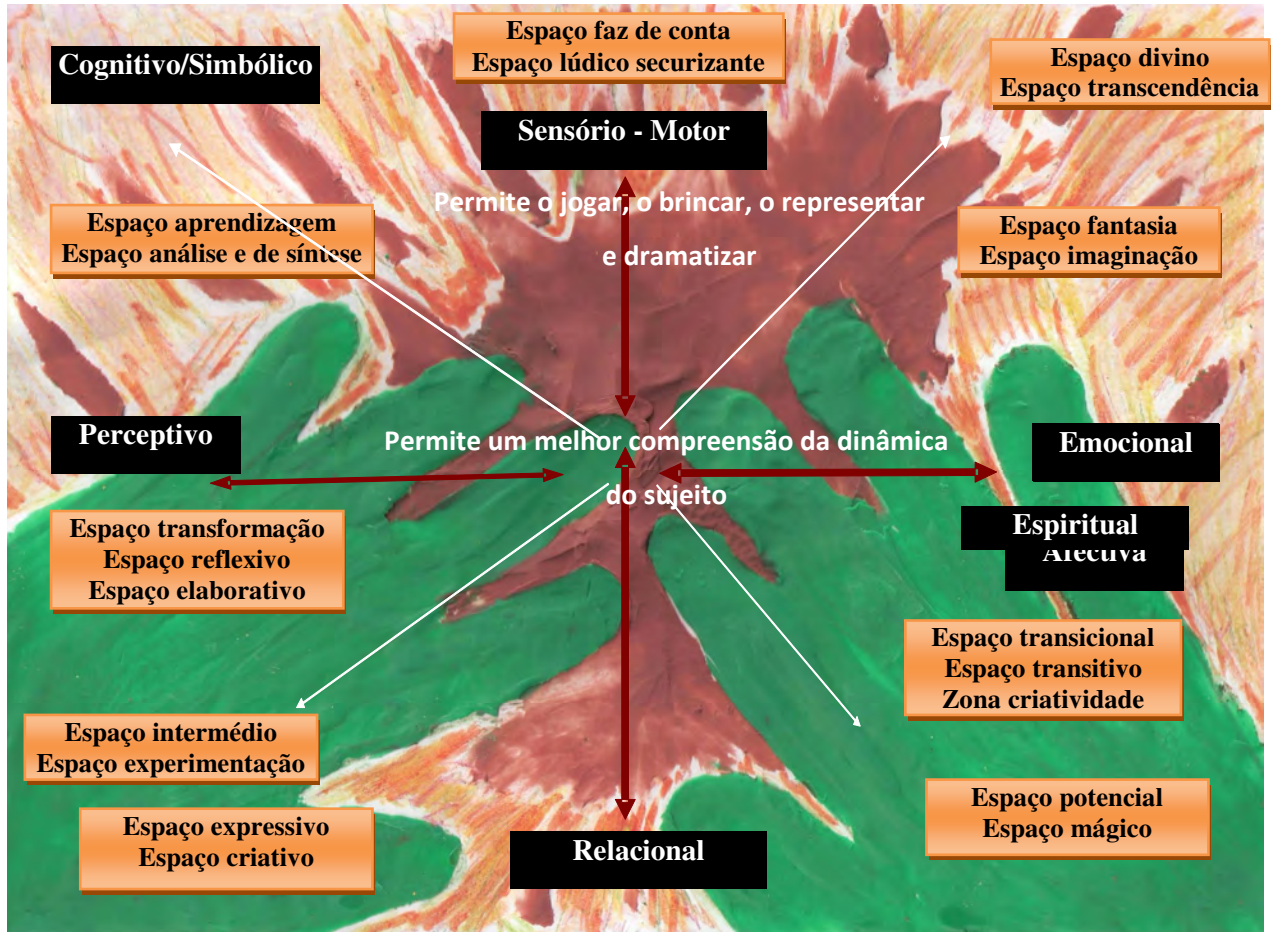 Espaço faz de conta
Espaço lúdico securizante
Cognitivo/Simbólico
Espaço divino
Espaço transcendência
Sensório - Motor
Permite o jogar, o brincar, o representar
e dramatizar
Espaço aprendizagem
Espaço análise e de síntese
Espaço fantasia
Espaço imaginação
Perceptivo
Permite um melhor compreensão da dinâmica
do sujeito
Emocional
Espiritual
Afectiva
Espaço transformação
Espaço reflexivo
Espaço elaborativo
Espaço transicional
Espaço transitivo
Zona criatividade
Espaço intermédio
Espaço experimentação
Espaço potencial
Espaço mágico
Espaço expressivo
Espaço criativo
Relacional